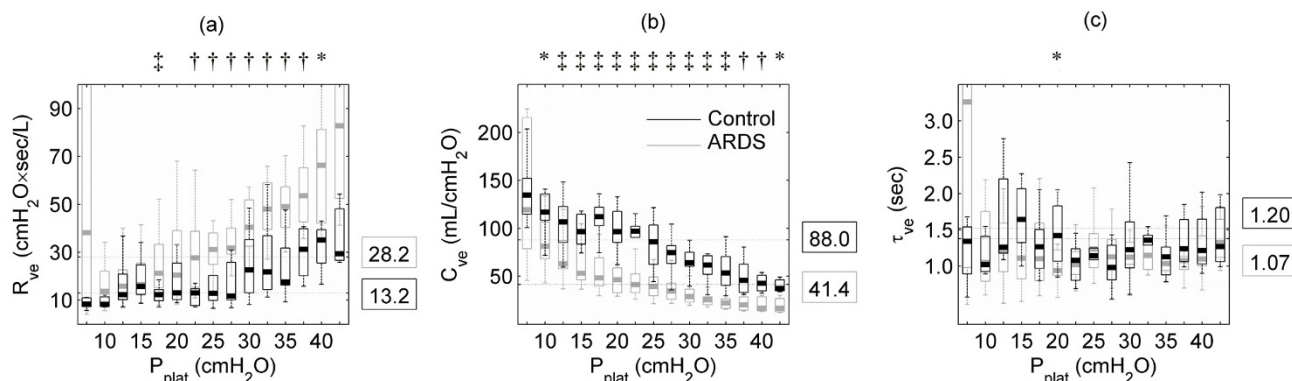 (a)
‡ † † † † † † *
R_ve (cmH₂O×sec/L)
90
70
50
30
10
28.2
13.2
10 15 20 25 30 35 40
P_plat (cmH₂O)
(b)
* ‡ ‡ ‡ ‡ ‡ ‡ ‡ ‡ ‡ ‡ † † *
C_ve (mL/cmH₂O)
200
150
100
50
Control
ARDS
88.0
41.4
10 15 20 25 30 35 40
P_plat (cmH₂O)
(c)
*
τ_ve (sec)
3.0
2.5
2.0
1.5
1.0
1.20
1.07
10 15 20 25 30 35 40
P_plat (cmH₂O)